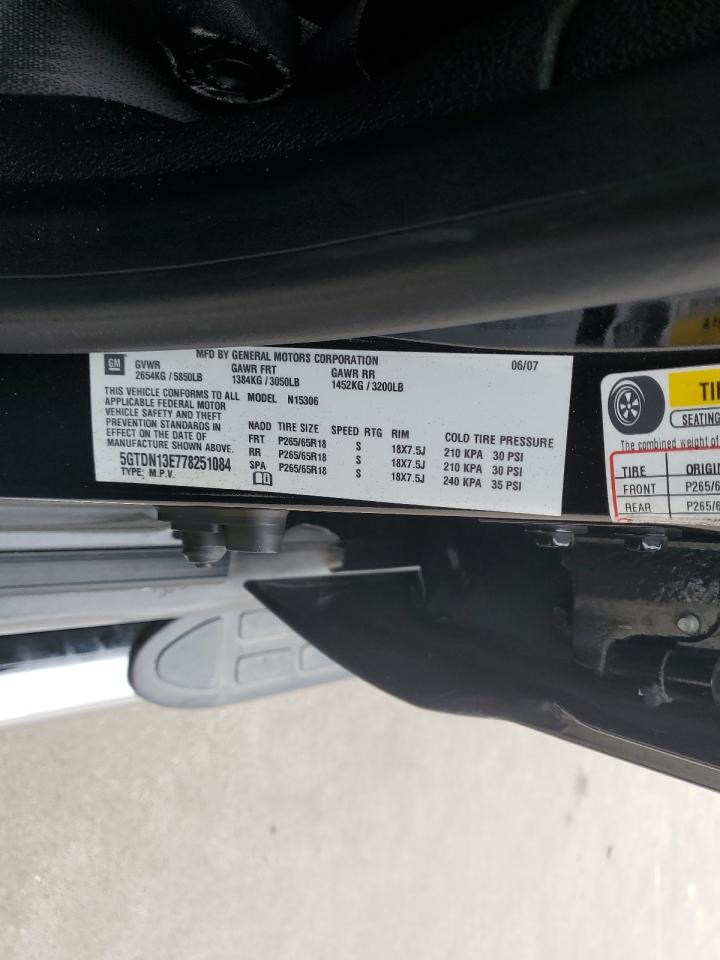 GM
MFD BY GENERAL MOTORS CORPORATION 06/07
GVWR GAWR FRT GAWR RR
2654KG / 5850LB 1384KG / 3050LB 1452KG / 3200LB
THIS VEHICLE CONFORMS TO ALL MODEL N15306
APPLICABLE FEDERAL MOTOR
VEHICLE SAFETY AND THEFT
PREVENTION STANDARDS IN
EFFECT ON THE DATE OF
MANUFACTURE SHOWN ABOVE.
5GTDN13E778251084
TYPE: M.P.V.
NADD TIRE SIZE SPEED RTG RIM COLD TIRE PRESSURE
FRT P265/65R18 S 18X7.5J 210 KPA 30 PSI
RR P265/65R18 S 18X7.5J 210 KPA 30 PSI
SPA P265/65R18 S 18X7.5J 240 KPA 35 PSI
TI
SEATING
The combined weight of
TIRE ORIGIN
FRONT P265/6
REAR P265/6